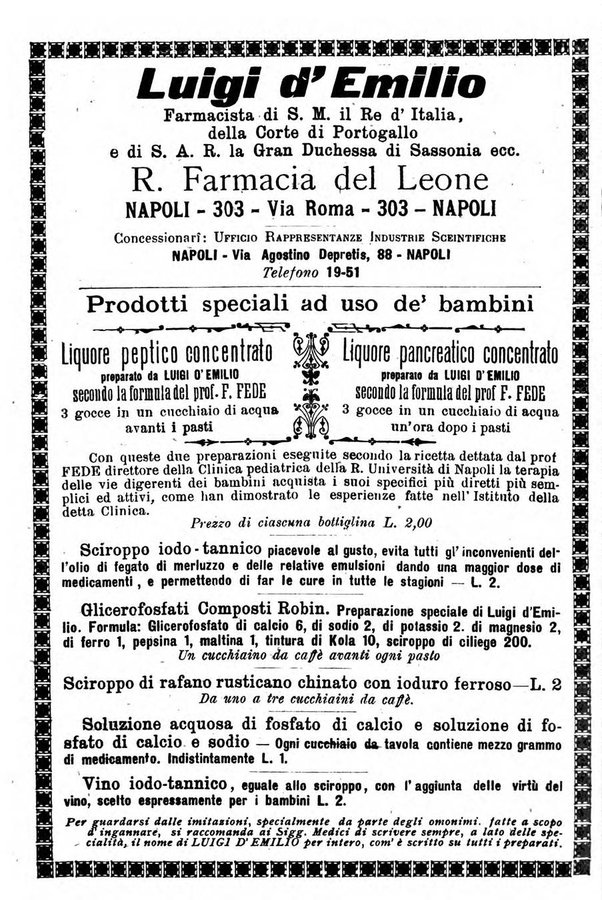 Luigi d' Emilio
Farmacista di S. M. il Re d' Italia,
della Corte di Portogallo
e di S. A. R. la Gran Duchessa di Sassonia ecc.
R. Farmacia del Leone
NAPOLI - 303 - Via Roma - 303 - NAPOLI
Concessionarî: UFFICIO RAPPRESENTANZE INDUSTRIE SCEINTIFICHE
NAPOLI - Via Agostino Depretis, 88 - NAPOLI
Telefono 19-51
Prodotti speciali ad uso de' bambini
Liquore peptico concentrato
preparato da LUIGI D'EMILIO
secondo la formula del prof. F. FEDE
3 gocce in un cucchiaio di acqua
avanti i pasti
Liquore pancreatico concentrato
preparato da LUIGI D'EMILIO
secondo la formula del prof F. FEDE
3 gocce in un cucchiaio di acqua
un'ora dopo i pasti
Con queste due preparazioni eseguite secondo la ricetta dettata dal prof
FEDE direttore della Clinica pediatrica della R. Università di Napoli la terapia
delle vie digerenti dei bambini acquista i suoi specifici più diretti più sem-
plici ed attivi, come han dimostrato le esperienze fatte nell' Istituto della
detta Clinica.
Prezzo di ciascuna bottiglina L. 2,00
Sciroppo iodo-tannico piacevole al gusto, evita tutti gl' inconvenienti del-
l'olio di fegato di merluzzo e delle relative emulsioni dando una maggior dose di
medicamenti, e permettendo di far le cure in tutte le stagioni — L. 2.
Glicerofosfati Composti Robin. Preparazione speciale di Luigi d'Emi-
lio. Formula: Glicerofosfato di calcio 6, di sodio 2, di potassio 2. di magnesio 2,
di ferro 1, pepsina 1, maltina 1, tintura di Kola 10, sciroppo di ciliege 200.
Un cucchiaino da caffè avanti ogni pasto
Sciroppo di rafano rusticano chinato con ioduro ferroso—L. 2
Da uno a tre cucchiaini da caffè.
Soluzione acquosa di fosfato di calcio e soluzione di fo-
sfato di calcio e sodio — Ogni cucchiaio da tavola contiene mezzo grammo
di medicamento. Indistintamente L. 1.
Vino iodo-tannico, eguale allo sciroppo, con l'aggiunta delle virtù del
vino, scelto espressamente per i bambini L. 2.
Per guardarsi dalle imitazioni, specialmente da parte degli omonimi. fatte a scopo
d'ingannare, si raccomanda ai Sigg. Medici di scrivere sempre, a lato delle spe-
cialità, il nome di LUIGI D'EMILIO per intero, com' è scritto su tutti i preparati.